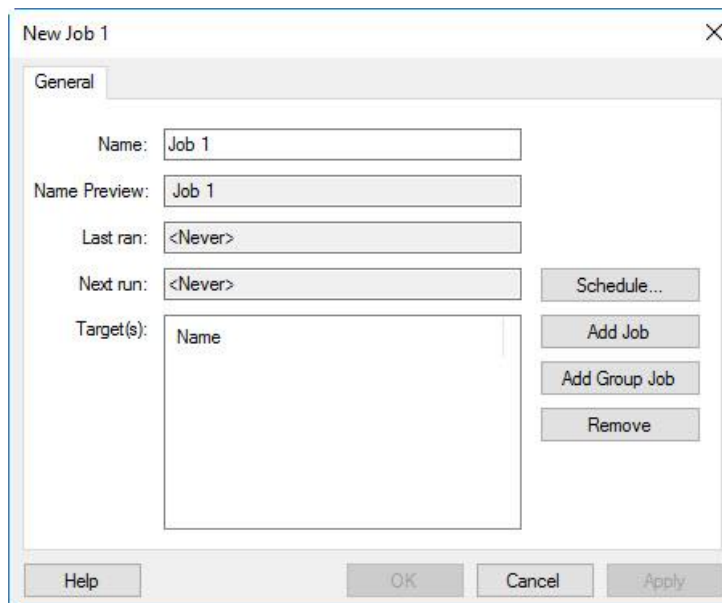 New Job 1
General
Name: Job 1
Name Preview: Job 1
Last ran: <Never>
Next run: <Never> Schedule...
Target(s): Name Add Job
Add Group Job
Remove
Help OK Cancel Apply